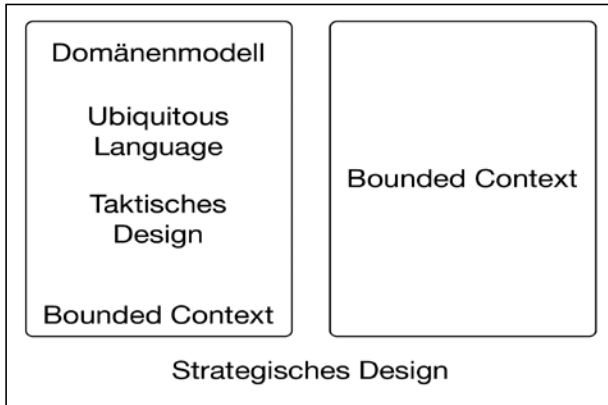 Domänenmodell
Ubiquitous
Language
Taktisches
Design
Bounded Context
Bounded Context
Strategisches Design